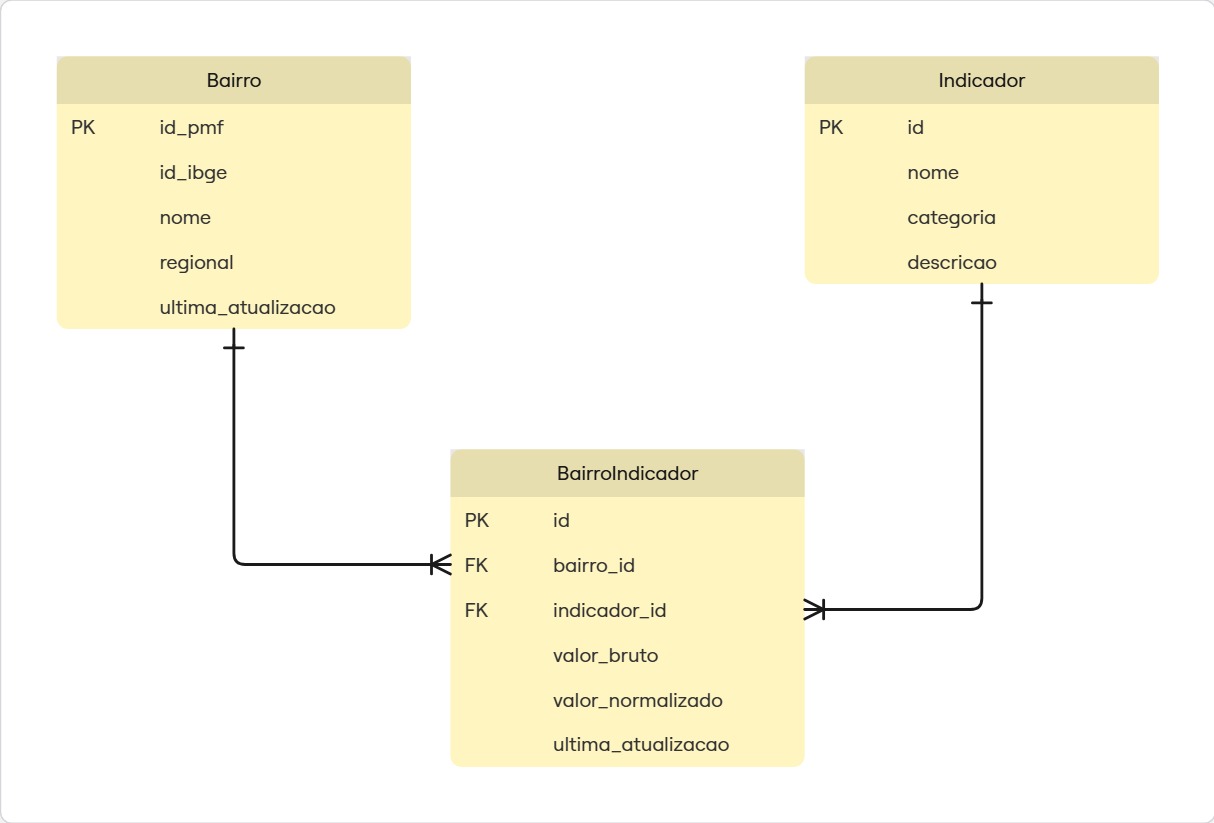 Bairro
PK id_pmf
id_ibge
nome
regional
ultima_atualizacao
Indicador
PK id
nome
categoria
descricao
BairroIndicador
PK id
FK bairro_id
FK indicador_id
valor_bruto
valor_normalizado
ultima_atualizacao